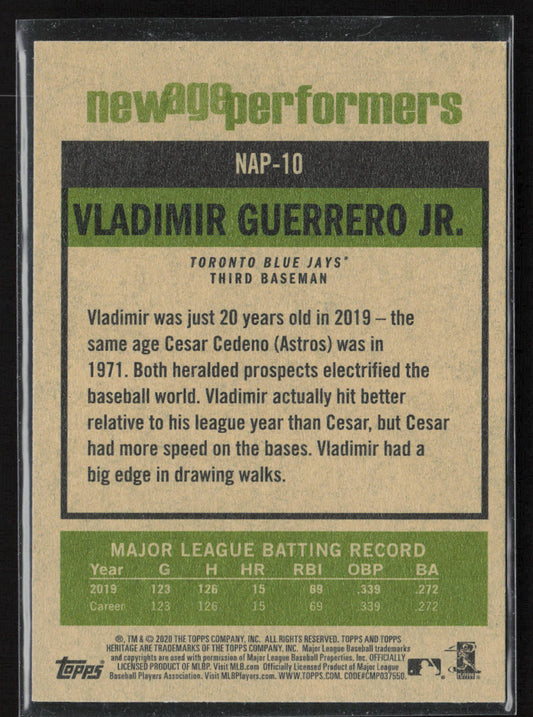 newageperformers
NAP-10
VLADIMIR GUERRERO JR.
TORONTO BLUE JAYS®
THIRD BASEMAN
Vladimir was just 20 years old in 2019 – the
same age Cesar Cedeno (Astros) was in
1971. Both heralded prospects electrified the
baseball world. Vladimir actually hit better
relative to his league year than Cesar, but Cesar
had more speed on the bases. Vladimir had a
big edge in drawing walks.
MAJOR LEAGUE BATTING RECORD
Year G H HR RBI OBP BA
2019 123 126 15 69 .339 .272
Career 123 126 15 69 .339 .272
®, TM & © 2020 THE TOPPS COMPANY, INC. ALL RIGHTS RESERVED. TOPPS AND TOPPS
HERITAGE ARE TRADEMARKS OF THE TOPPS COMPANY, INC. Major League Baseball trademarks
and copyrights are used with permission of Major League Baseball Properties, Inc. OFFICIALLY
LICENSED PRODUCT OF MLBP. Visit MLB.com Officially Licensed Product of Major League
Baseball Players Association. Visit MLBPlayers.com. WWW.TOPPS.COM. CODE#CMP037550.
Topps